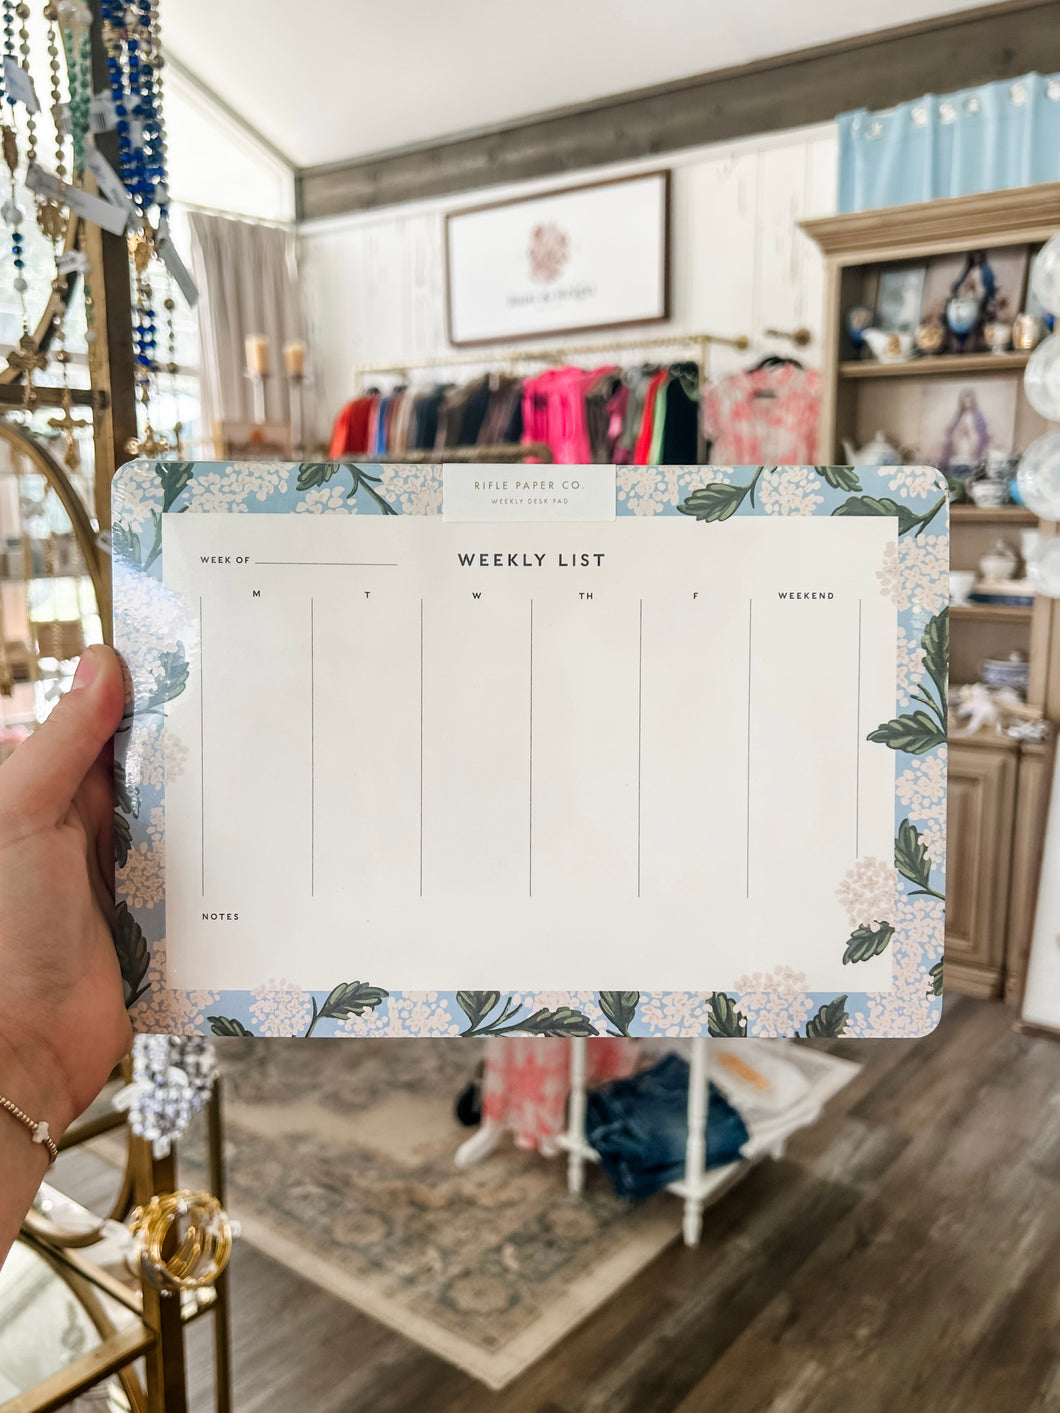 RIFLE PAPER CO.
WEEKLY DESK PAD
WEEK OF
WEEKLY LIST
M T W TH F WEEKEND
NOTES